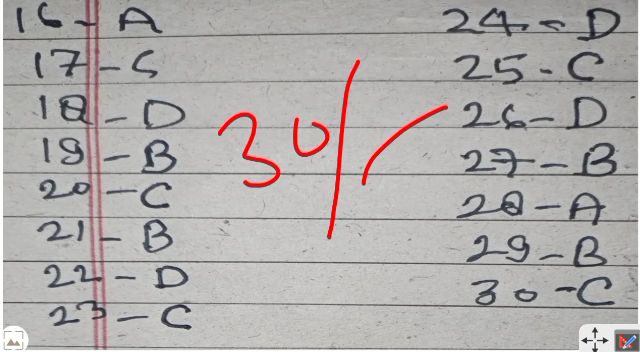 16-A
17-C
18-D
19-B
20-C
21-B
22-D
23-C
30/
24-D
25-C
26-D
27-B
28-A
29-B
30-C